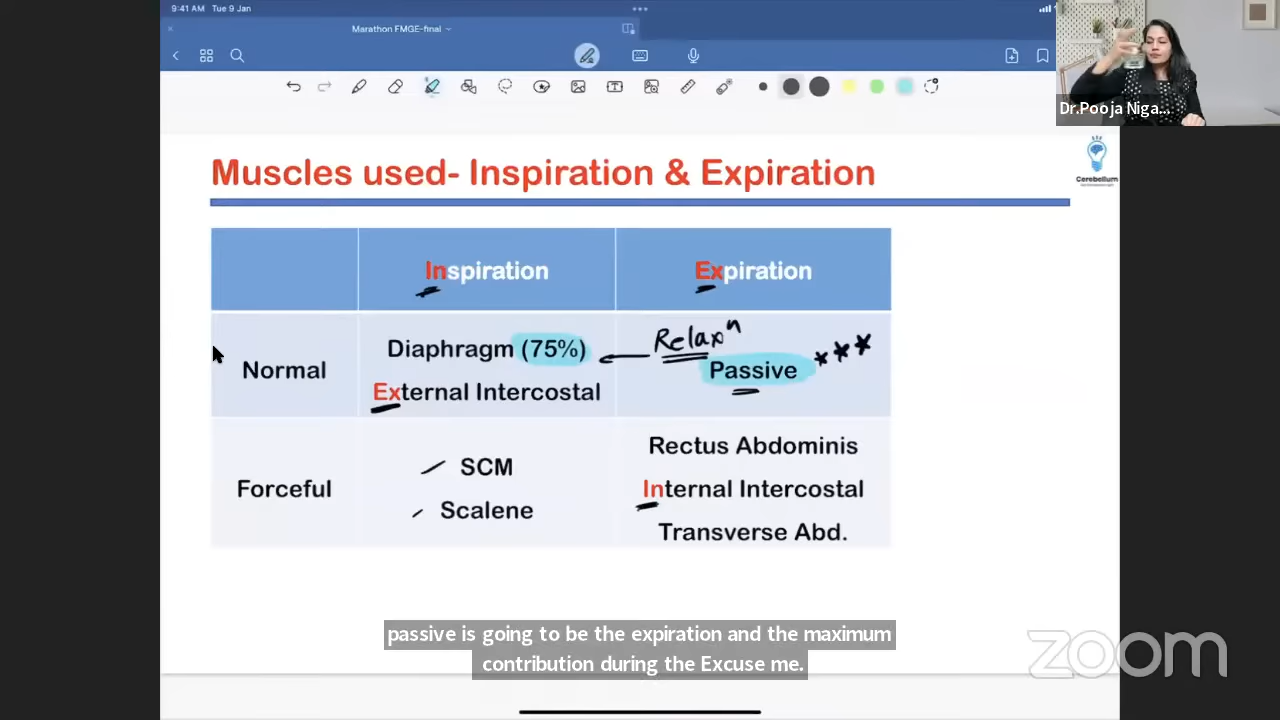 9:41 AM Tue 9 Jan
Marathon FMGE-final
Dr.Pooja Niga...
Muscles used- Inspiration & Expiration
Cerebellum
Inspiration
Expiration
Normal
Diaphragm (75%)
External Intercostal
Relaxⁿ
Passive ***
Forceful
SCM
Scalene
Rectus Abdominis
Internal Intercostal
Transverse Abd.
passive is going to be the expiration and the maximum
contribution during the Excuse me.
zoom